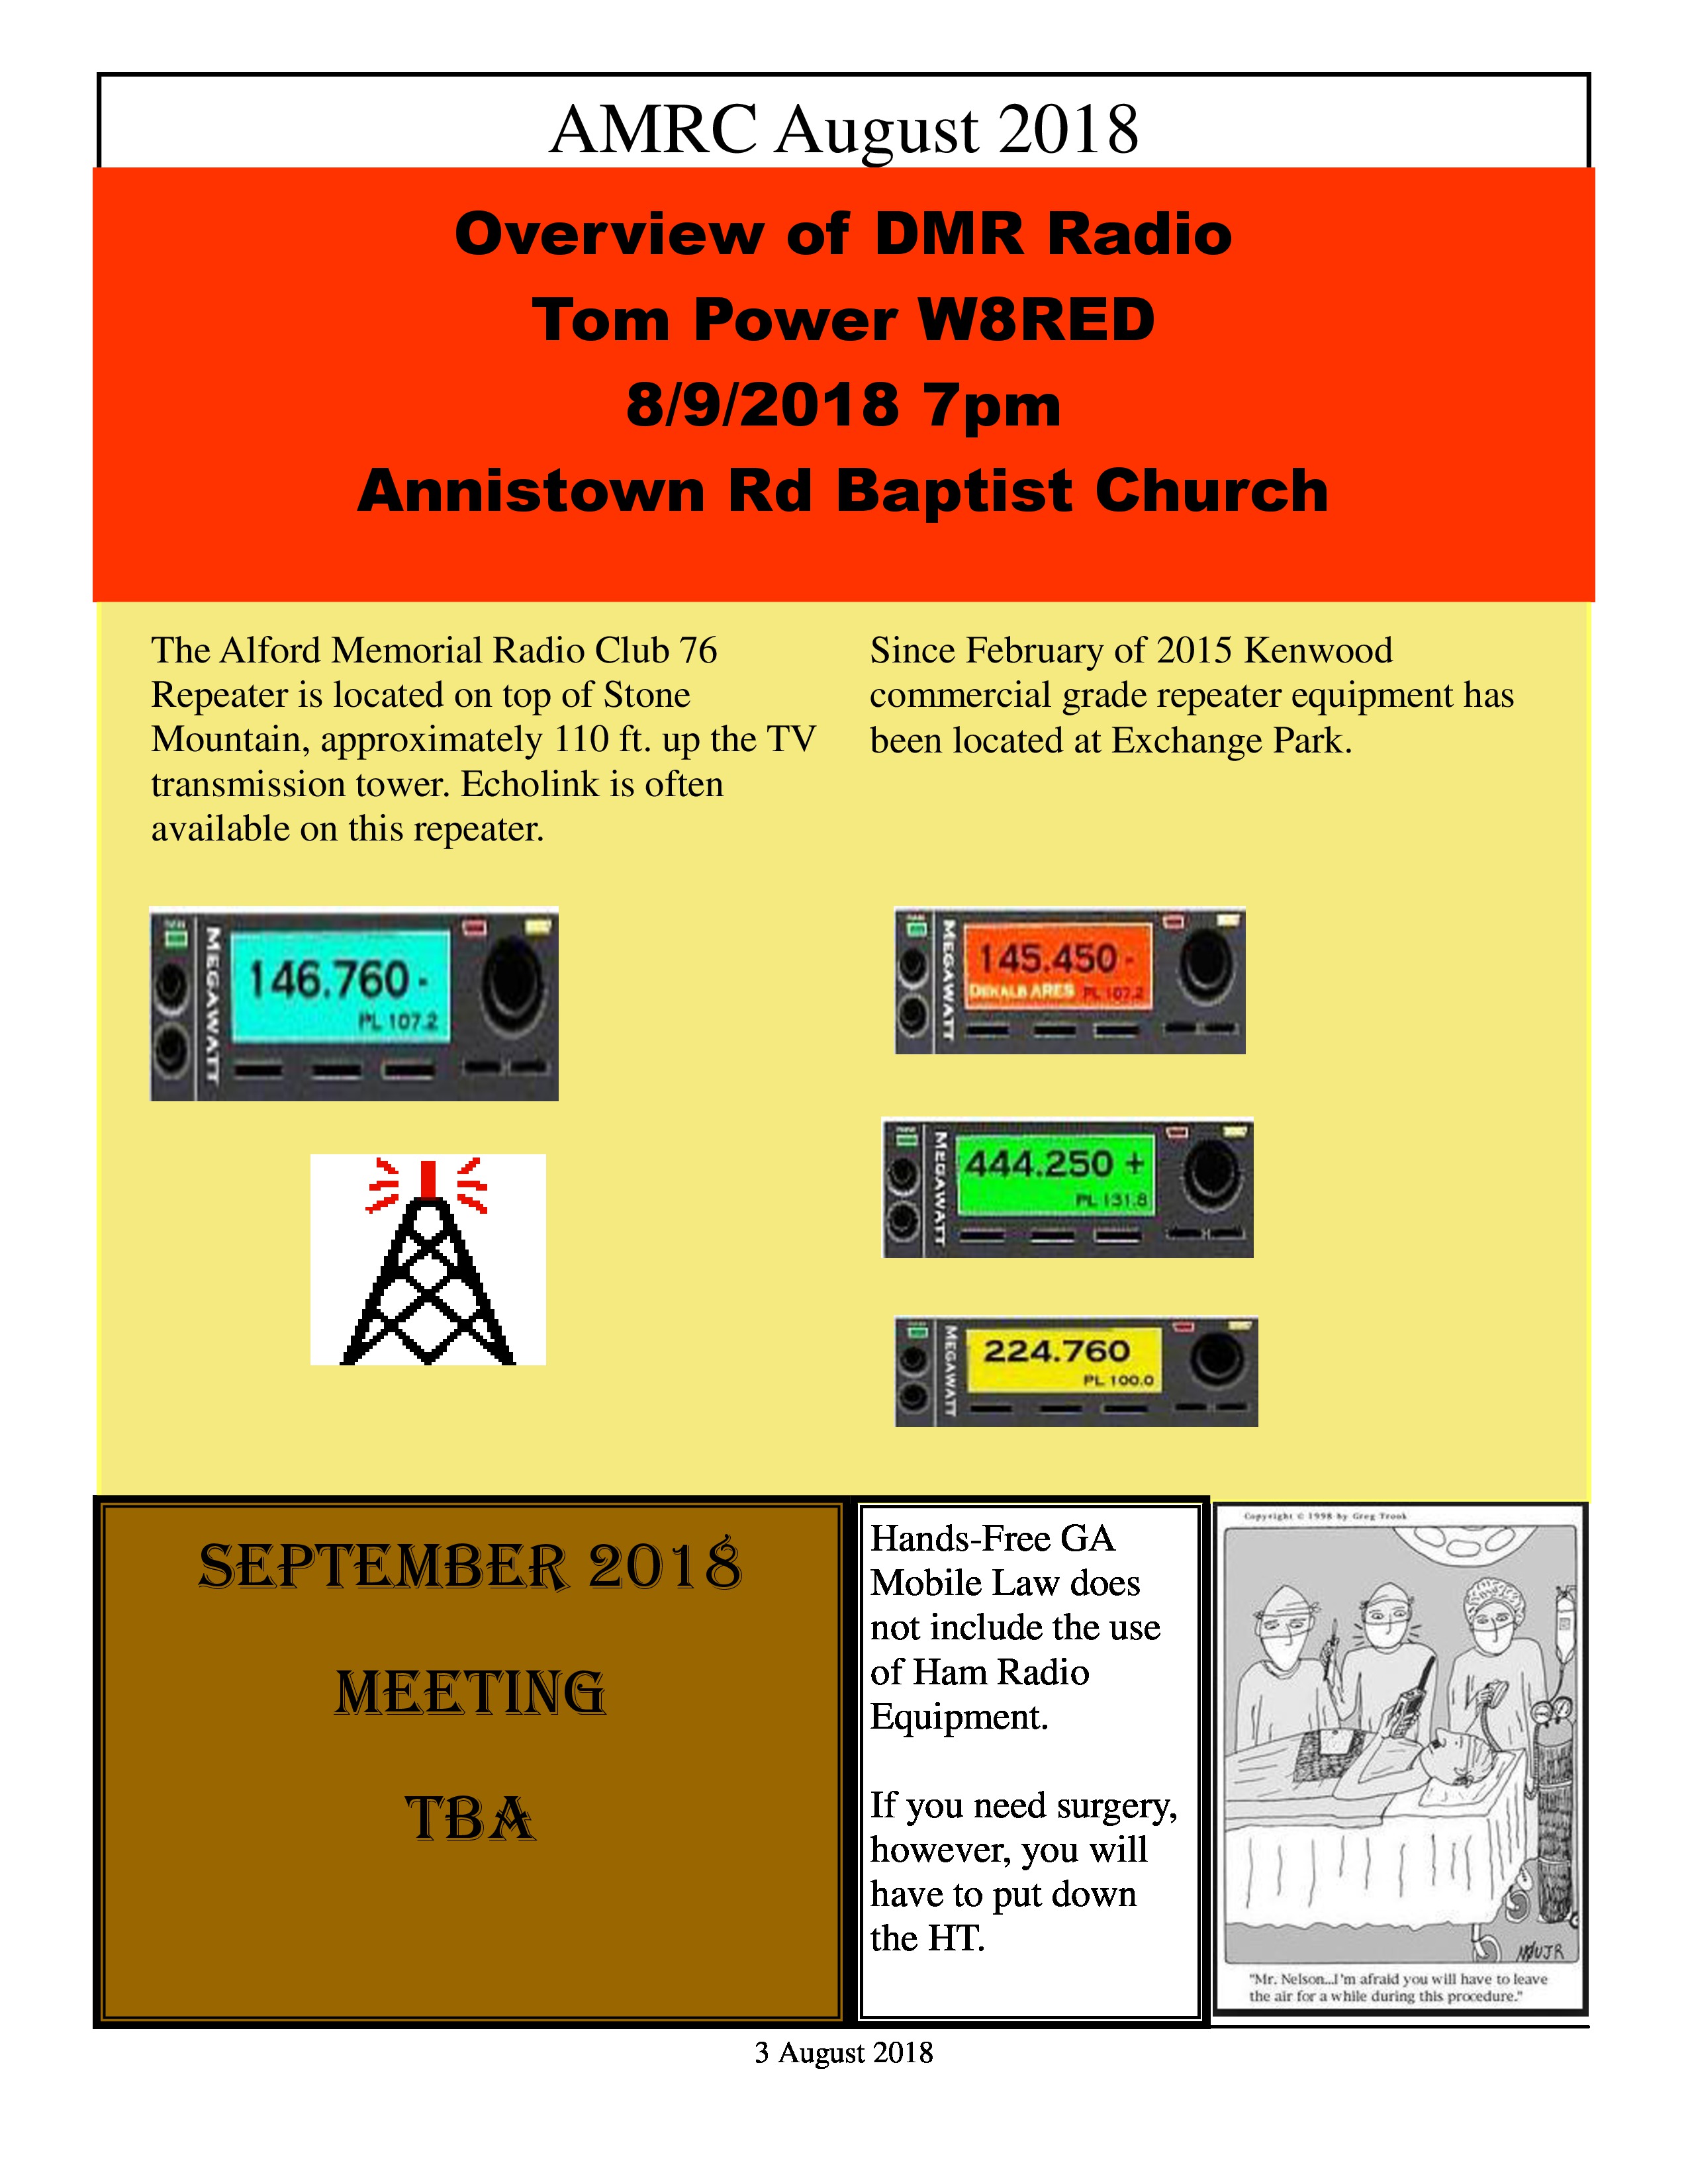 AMRC August 2018
Overview of DMR Radio
Tom Power W8RED
8/9/2018 7pm
Annistown Rd Baptist Church
The Alford Memorial Radio Club 76
Repeater is located on top of Stone
Mountain, approximately 110 ft. up the TV
transmission tower. Echolink is often
available on this repeater.
Since February of 2015 Kenwood
commercial grade repeater equipment has
been located at Exchange Park.
MEGAWATT
146.760 -
PL 107.2
MEGAWATT
145.450 -
DEKALB ARES PL 107.2
MEGAWATT
444.250 +
PL 131.8
MEGAWATT
224.760
PL 100.0
SEPTEMBER 2018
MEETING
TBA
Hands-Free GA
Mobile Law does
not include the use
of Ham Radio
Equipment.
If you need surgery,
however, you will
have to put down
the HT.
Copyright © 1998 by Greg Trook
"Mr. Nelson...I'm afraid you will have to leave
the air for a while during this procedure."
3 August 2018